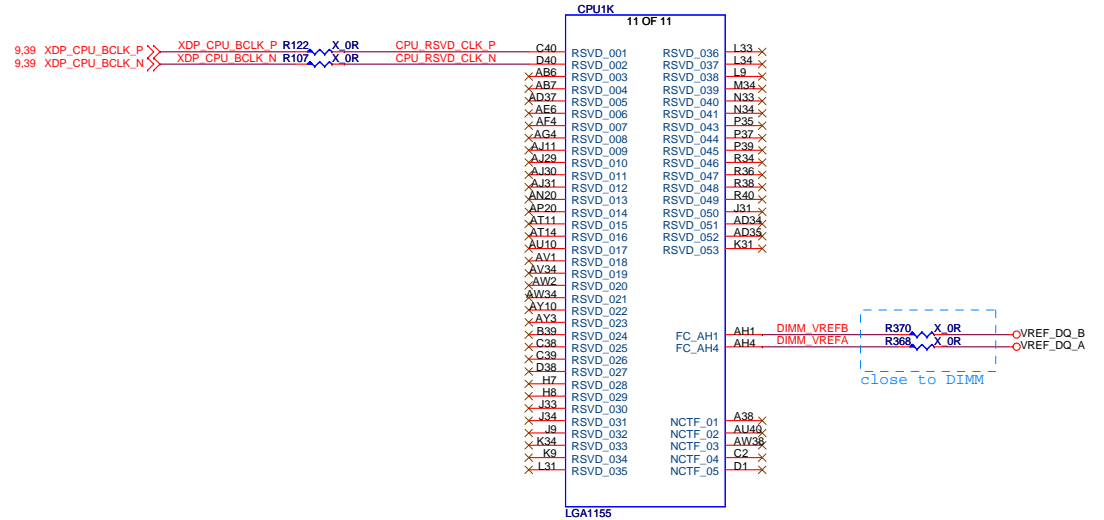 CPU1K
11 OF 11
9,39 XDP_CPU_BCLK_P XDP_CPU_BCLK_P R122 X_0R CPU_RSVD_CLK_P C40 RSVD_001
9,39 XDP_CPU_BCLK_N XDP_CPU_BCLK_N R107 X_0R CPU_RSVD_CLK_N D40 RSVD_002
AB6 RSVD_003
AB7 RSVD_004
AD37 RSVD_005
AE6 RSVD_006
AF4 RSVD_007
AG4 RSVD_008
AJ11 RSVD_009
AJ29 RSVD_010
AJ30 RSVD_011
AJ31 RSVD_012
AN20 RSVD_013
AP20 RSVD_014
AT11 RSVD_015
AT14 RSVD_016
AU10 RSVD_017
AV1 RSVD_018
AV34 RSVD_019
AW2 RSVD_020
AW34 RSVD_021
AY10 RSVD_022
AY3 RSVD_023
B39 RSVD_024
C38 RSVD_025
C39 RSVD_026
D38 RSVD_027
H7 RSVD_028
H8 RSVD_029
J33 RSVD_030
J34 RSVD_031
J9 RSVD_032
K34 RSVD_033
K9 RSVD_034
L31 RSVD_035
RSVD_036 L33
RSVD_037 L34
RSVD_038 L9
RSVD_039 M34
RSVD_040 N33
RSVD_041 N34
RSVD_043 P35
RSVD_044 P37
RSVD_045 P39
RSVD_046 R34
RSVD_047 R36
RSVD_048 R38
RSVD_049 R40
RSVD_050 J31
RSVD_051 AD34
RSVD_052 AD35
RSVD_053 K31
FC_AH1 AH1 DIMM_VREFB R370 X_0R VREF_DQ_B
FC_AH4 AH4 DIMM_VREFA R368 X_0R VREF_DQ_A
close to DIMM
NCTF_01 A38
NCTF_02 AU40
NCTF_03 AW38
NCTF_04 C2
NCTF_05 D1
LGA1155